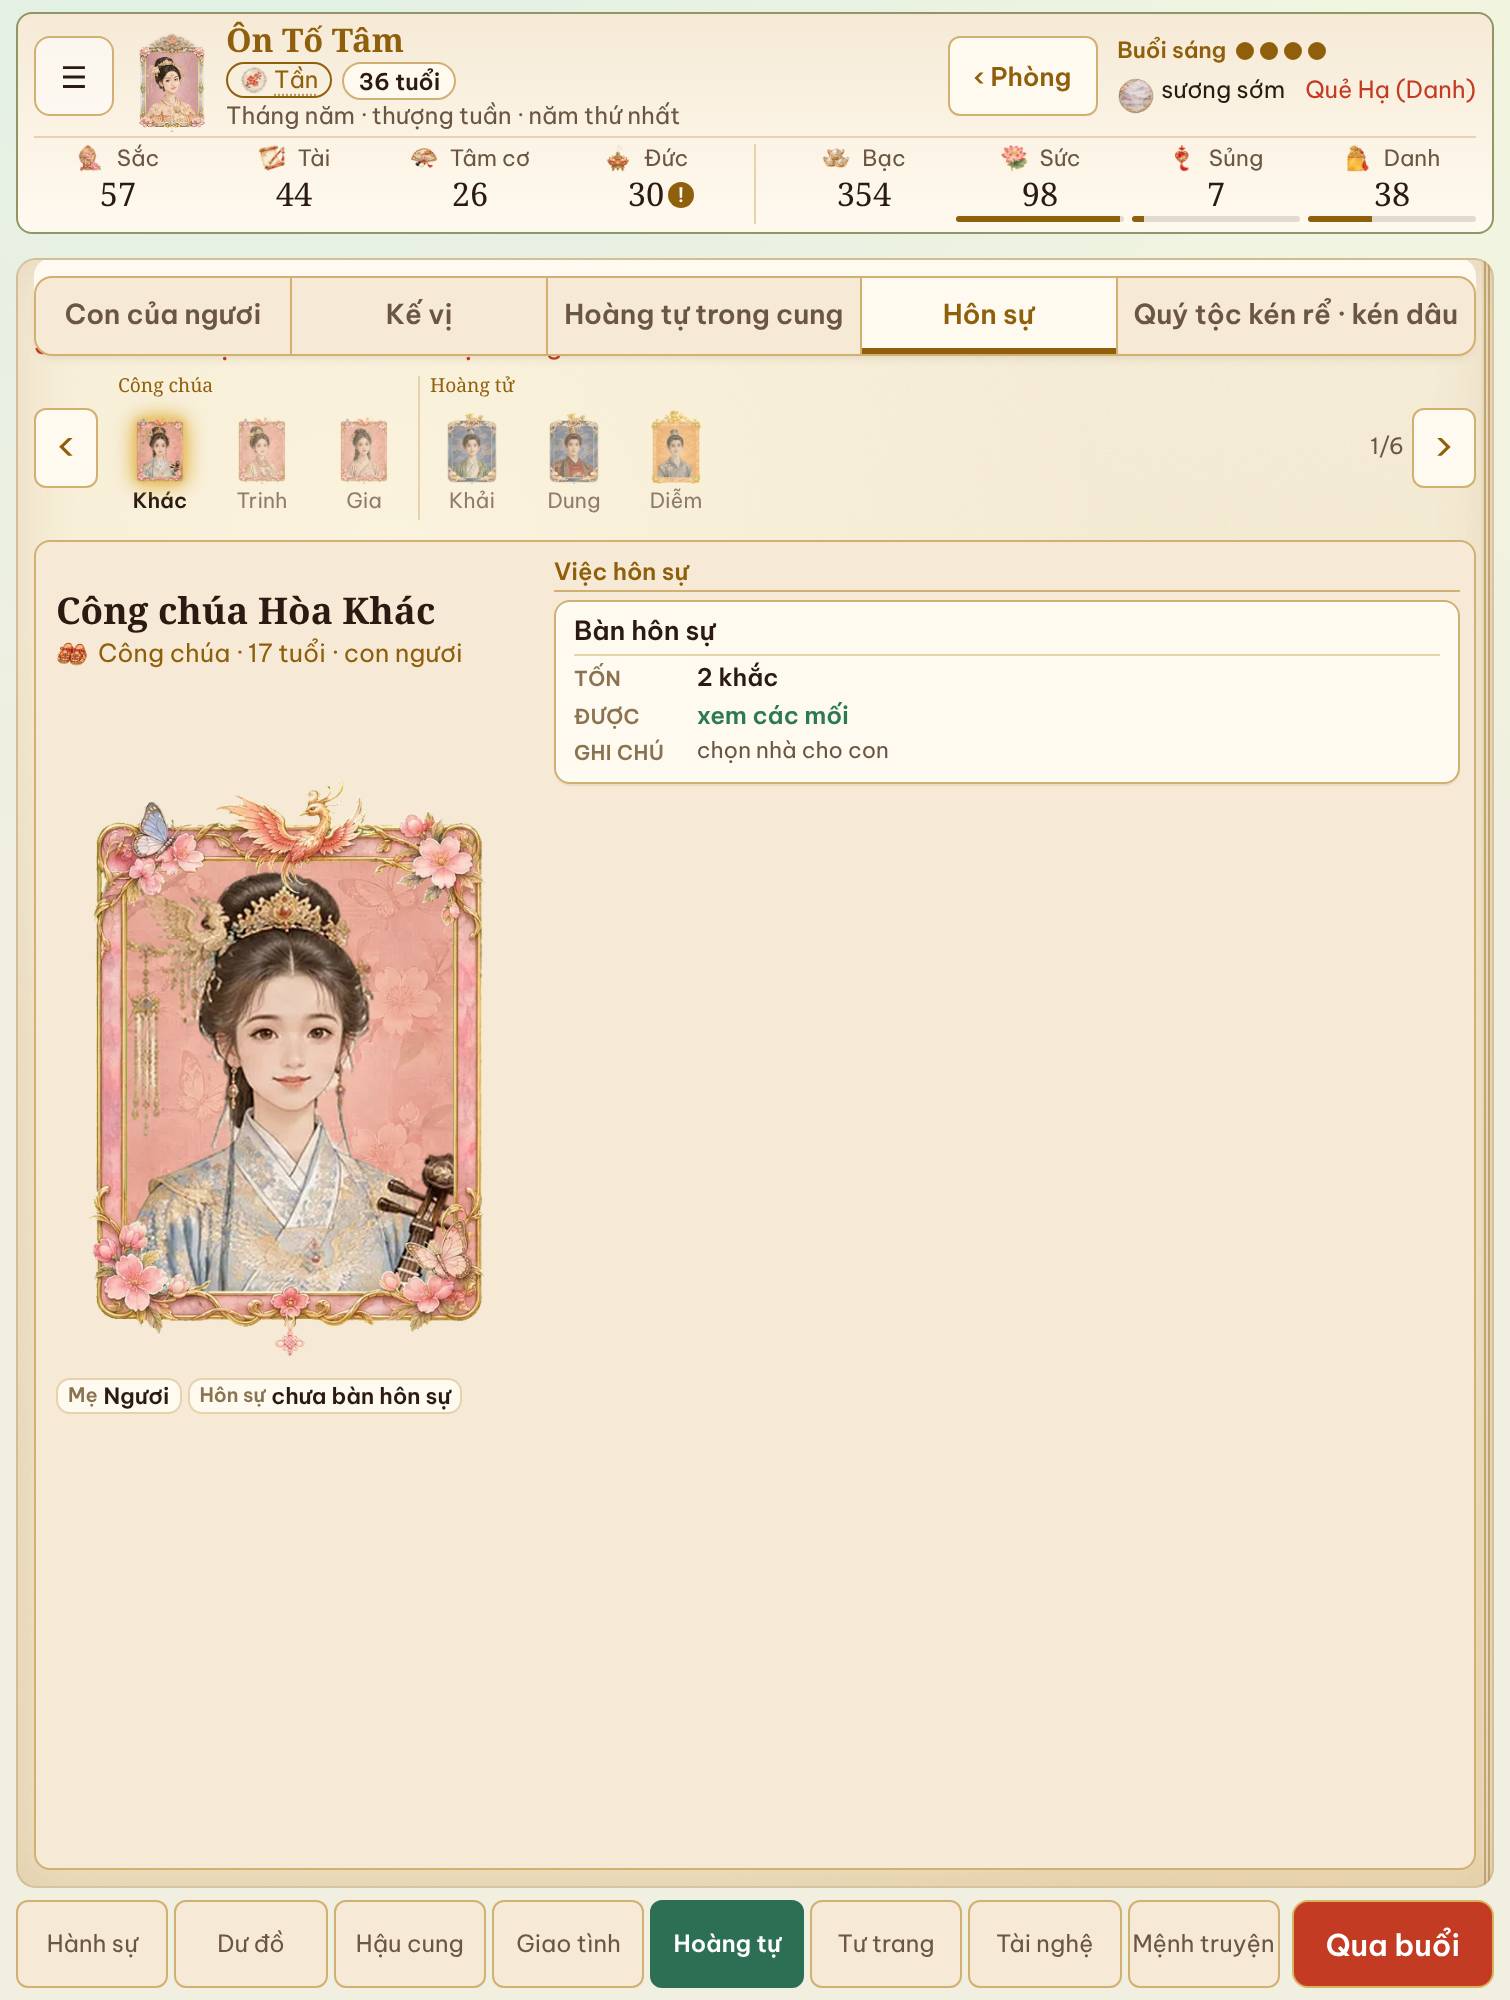 ☰
Ôn Tố Tâm
Tần
36 tuổi
Tháng năm · thượng tuần · năm thứ nhất
‹ Phòng
Buổi sáng
sương sớm Quẻ Hạ (Danh)
Sắc Tài Tâm cơ Đức Bạc Sức Sủng Danh
57 44 26 30 ! 354 98 7 38
Con của ngươi Kế vị Hoàng tự trong cung Hôn sự Quý tộc kén rể · kén dâu
Công chúa Hoàng tử
‹ 1/6 ›
Khác Trinh Gia Khải Dung Diễm
Công chúa Hòa Khác
Công chúa · 17 tuổi · con ngươi
Mẹ Ngươi Hôn sự chưa bàn hôn sự
Việc hôn sự
Bàn hôn sự
TỐN 2 khắc
ĐƯỢC xem các mối
GHI CHÚ chọn nhà cho con
Hành sự Dư đồ Hậu cung Giao tình Hoàng tự Tư trang Tài nghệ Mệnh truyện Qua buổi